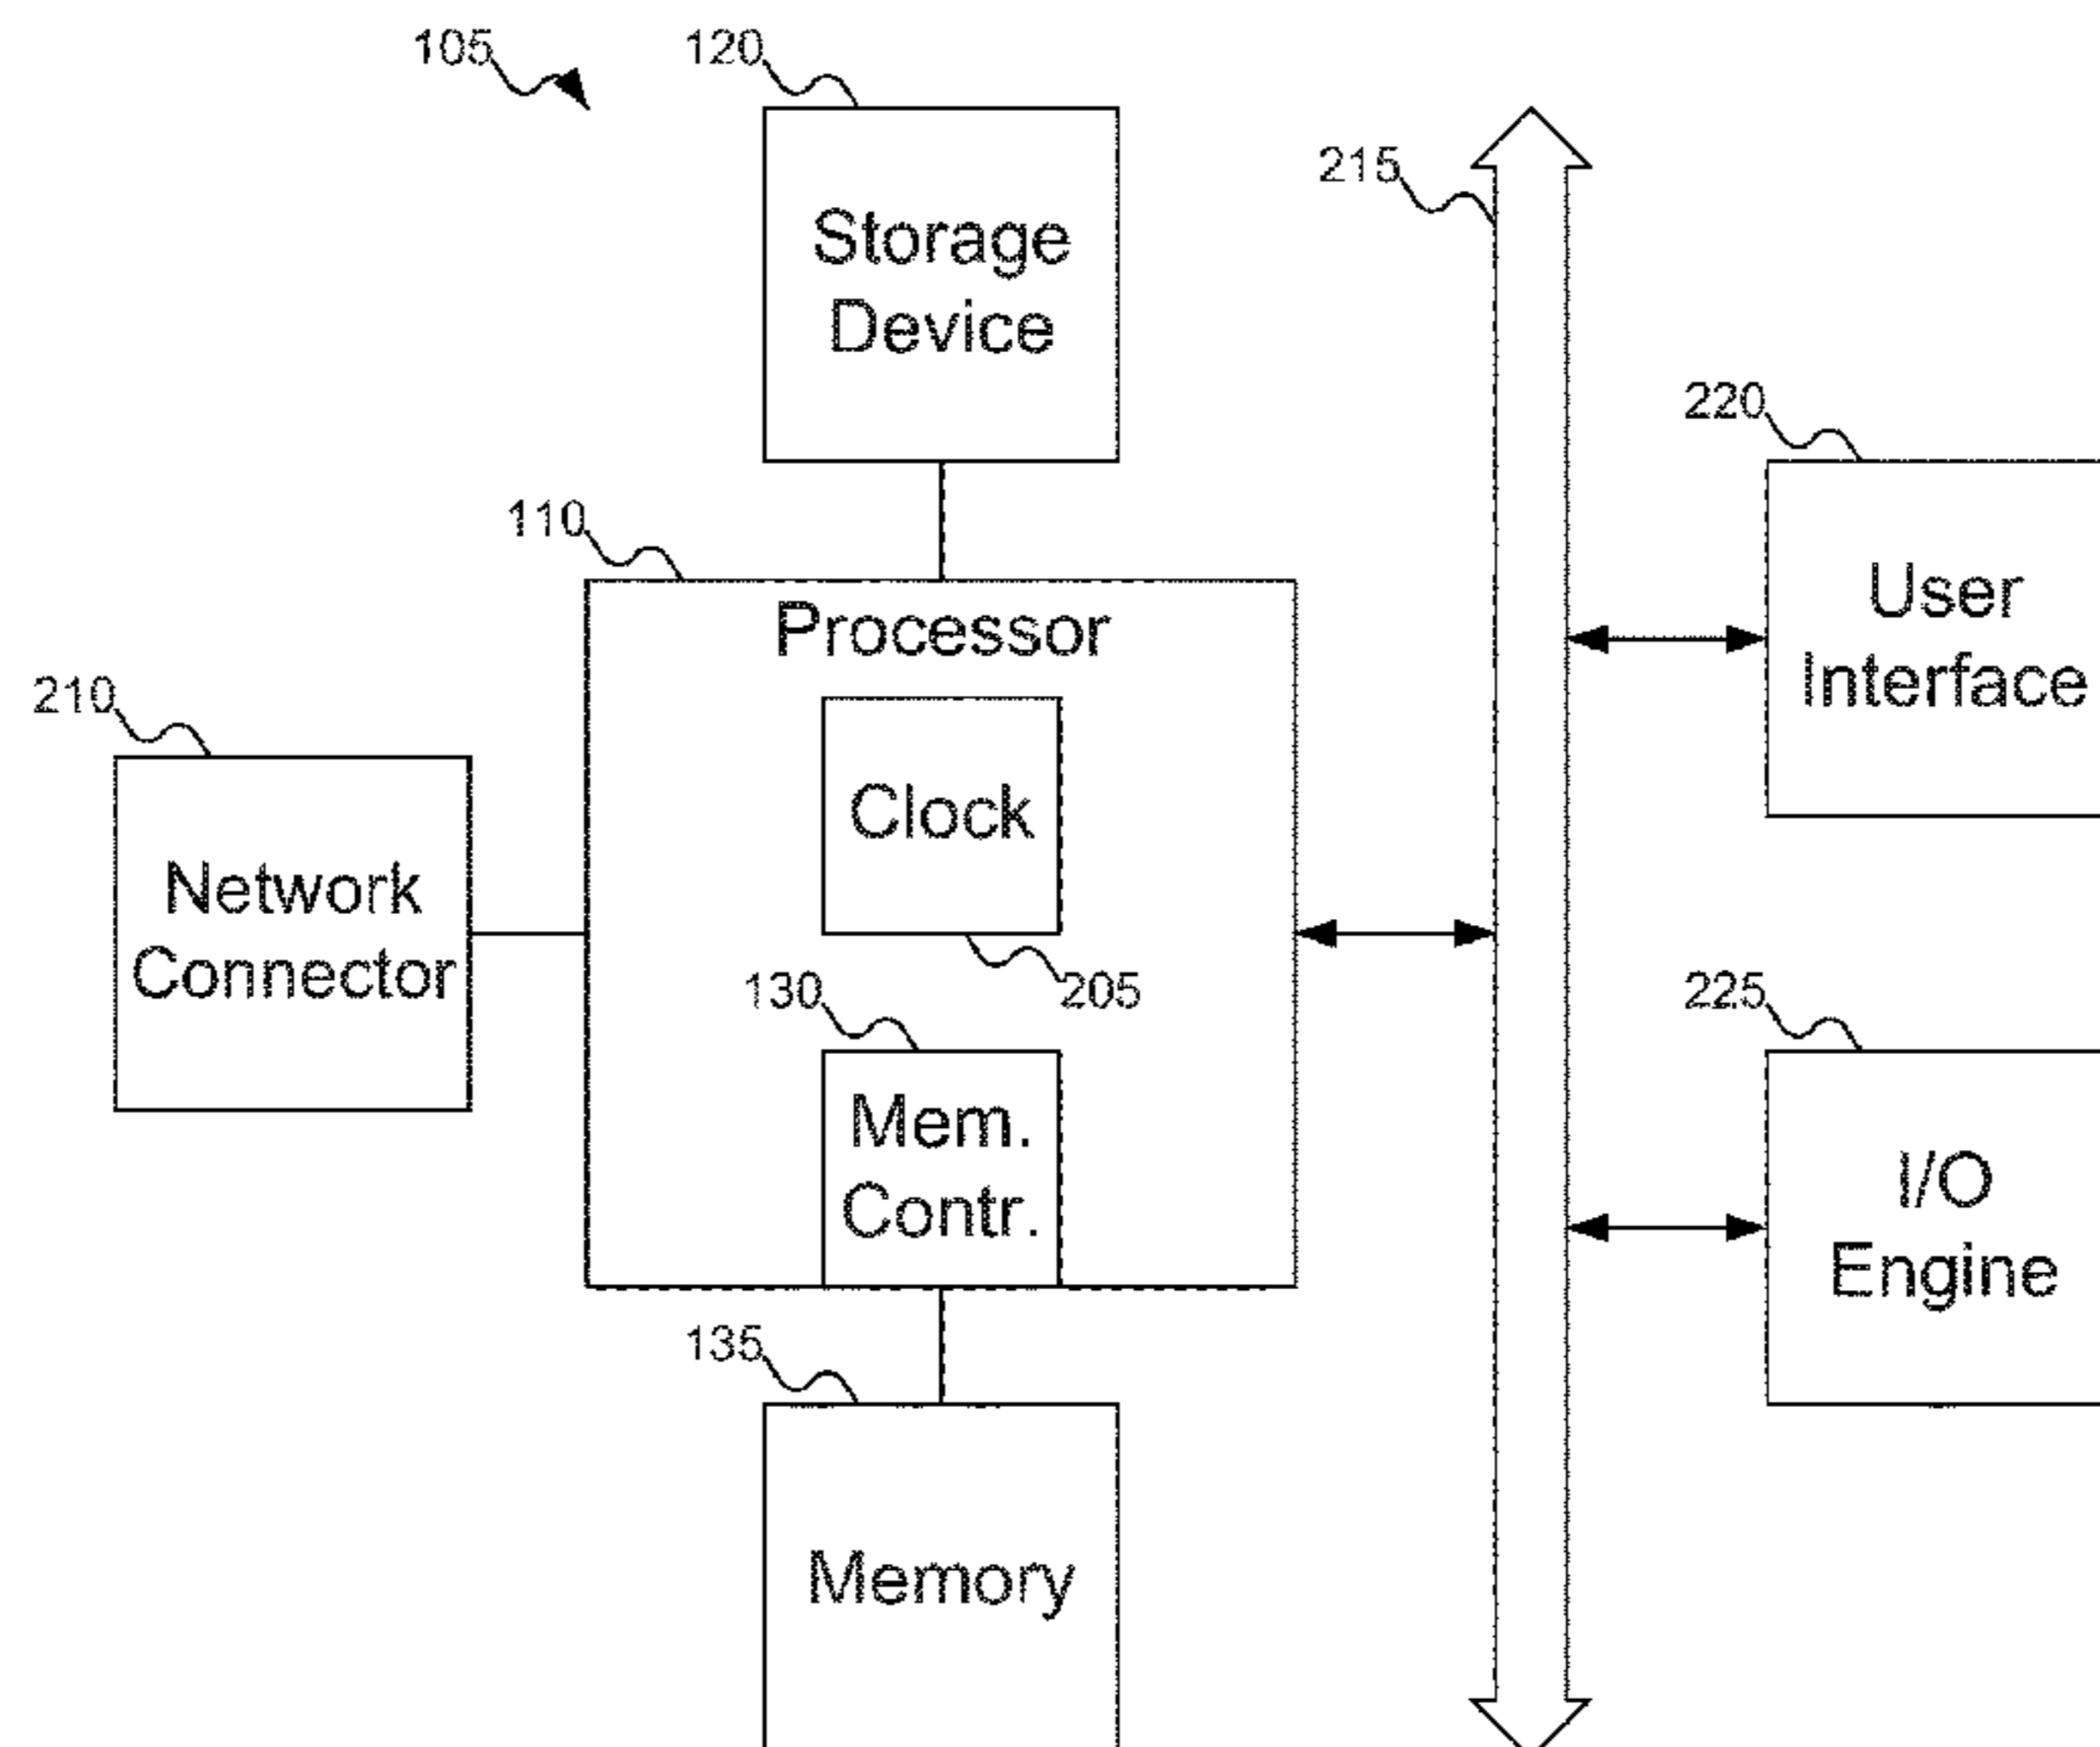 105
120
Storage
Device
215
220
User
Interface
110
Processor
Clock
205
210
Network
Connector
130
Mem.
Contr.
225
I/O
Engine
135
Memory